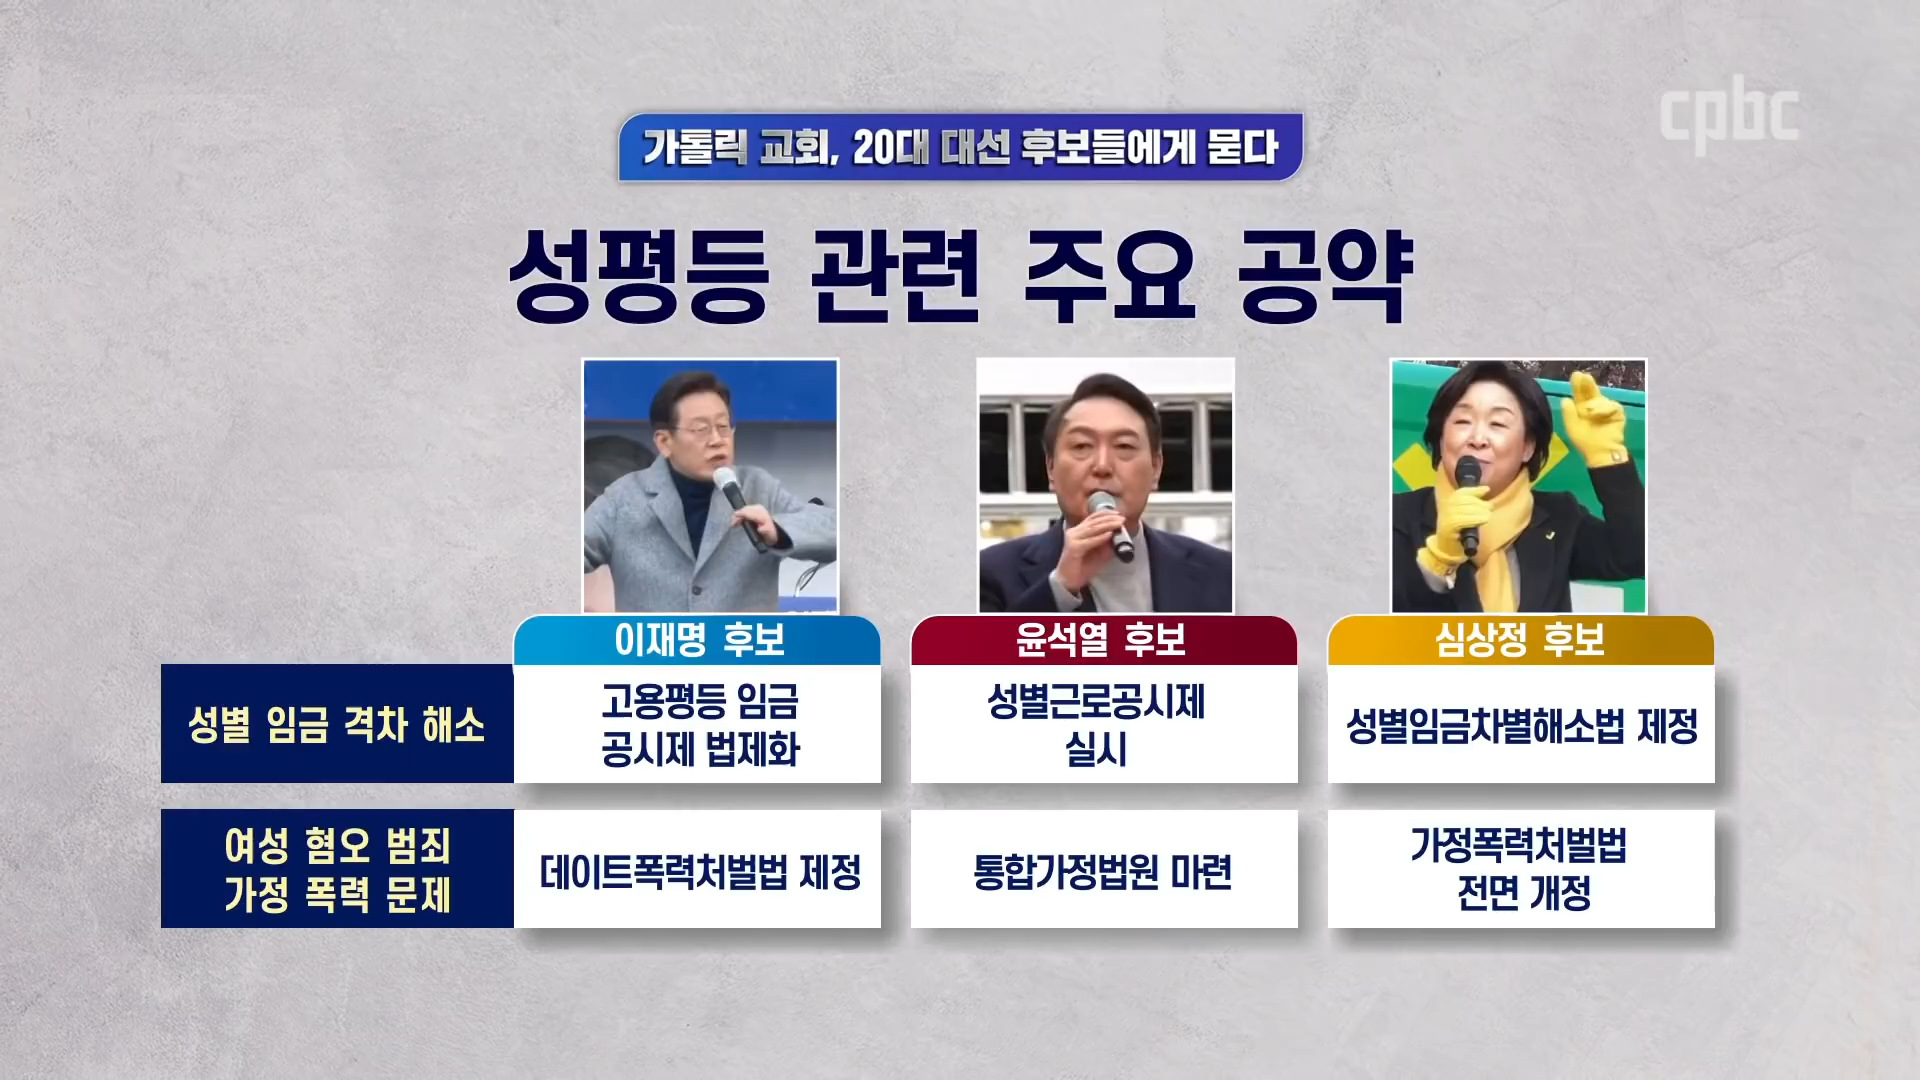 cpbc
가톨릭 교회, 20대 대선 후보들에게 묻다
성평등 관련 주요 공약
이재명 후보
윤석열 후보
심상정 후보
성별 임금 격차 해소
고용평등 임금
공시제 법제화
성별근로공시제
실시
성별임금차별해소법 제정
여성 혐오 범죄
가정 폭력 문제
데이트폭력처벌법 제정
통합가정법원 마련
가정폭력처벌법
전면 개정